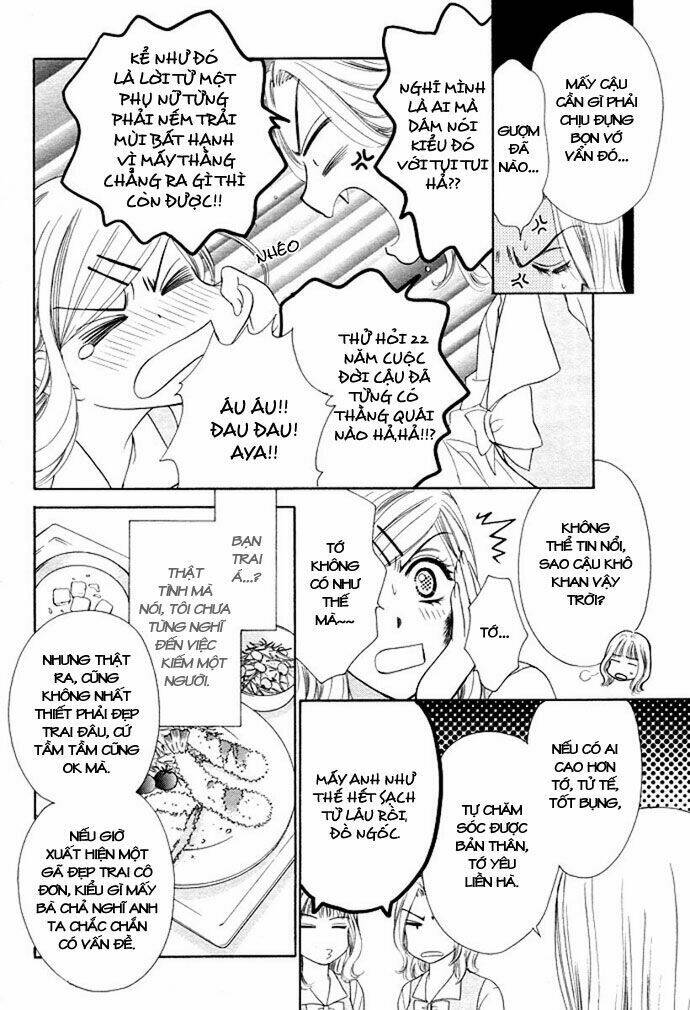 MẤY CẬU
CẦN GÌ PHẢI
CHỊU ĐỰNG
BỌN VỚ
VẨN ĐÓ...
GƯỢM
ĐÃ
NÀO...
NGHĨ MÌNH
LÀ AI MÀ
DÁM NÓI
KIỂU ĐÓ
VỚI TỤI TUI
HẢ??
KỂ NHƯ ĐÓ
LÀ LỜI TỪ MỘT
PHỤ NỮ TỪNG
PHẢI NẾM TRẢI
MÙI BẤT HẠNH
VÌ MẤY THẰNG
CHẲNG RA GÌ THÌ
CÒN ĐƯỢC!!
NHÉO
THỬ HỎI 22
NĂM CUỘC
ĐỜI CẬU ĐÃ
TỪNG CÓ
THẰNG QUÁI
NÀO HẢ,HẢ!!?
ÁU ÁU!!
ĐAU ĐAU!
AYA!!
KHÔNG
THỂ TIN NỔI,
SAO CẬU KHÔ
KHAN VẬY
TRỜI?
TỚ...
TỚ
KHÔNG
CÓ NHƯ
THẾ
MÀ~~
BẠN
TRAI
Á...?
THẬT
TÌNH MÀ
NÓI, TÔI CHƯA
TỪNG NGHĨ
ĐẾN VIỆC
KIẾM MỘT
NGƯỜI.
NẾU CÓ AI
CAO HƠN
TỚ, TỬ TẾ,
TỐT BỤNG,
TỰ CHĂM
SÓC ĐƯỢC
BẢN THÂN,
TỚ YÊU
LIỀN HÀ.
MẤY ANH NHƯ
THẾ HẾT SẠCH
TỪ LÂU RỒI,
ĐỒ NGỐC
NHƯNG THẬT
RA, CŨNG
KHÔNG NHẤT
THIẾT PHẢI ĐẸP
TRAI ĐÂU, CỨ
TẦM TẦM CŨNG
OK MÀ.
NẾU GIỜ
XUẤT HIỆN MỘT
GÃ ĐẸP TRAI CÔ
ĐƠN, KIỂU GÌ MẤY
BÀ CHẢ NGHĨ ANH
TA CHẮC CHẮN
CÓ VẤN ĐỀ.